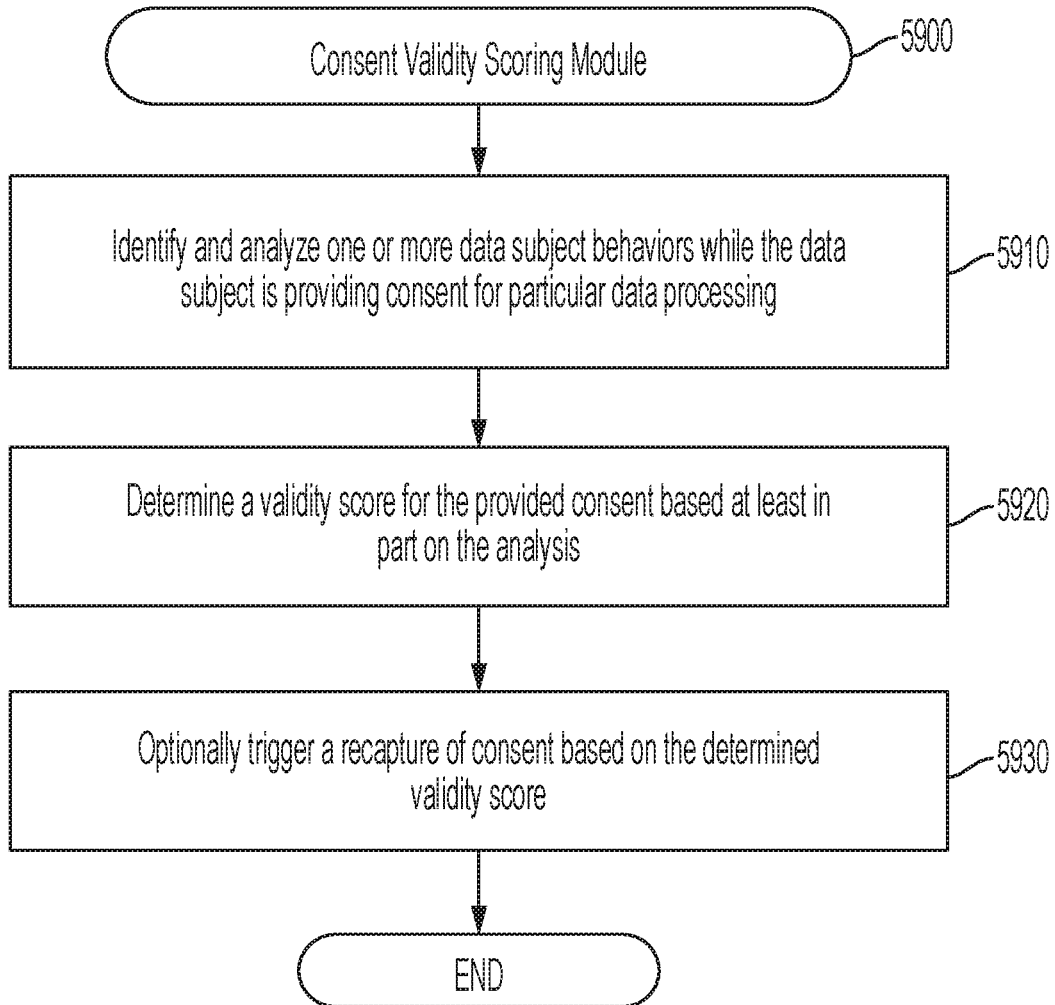 Consent Validity Scoring Module
5900
Identify and analyze one or more data subject behaviors while the data
subject is providing consent for particular data processing
5910
Determine a validity score for the provided consent based at least in
part on the analysis
5920
Optionally trigger a recapture of consent based on the determined
validity score
5930
END